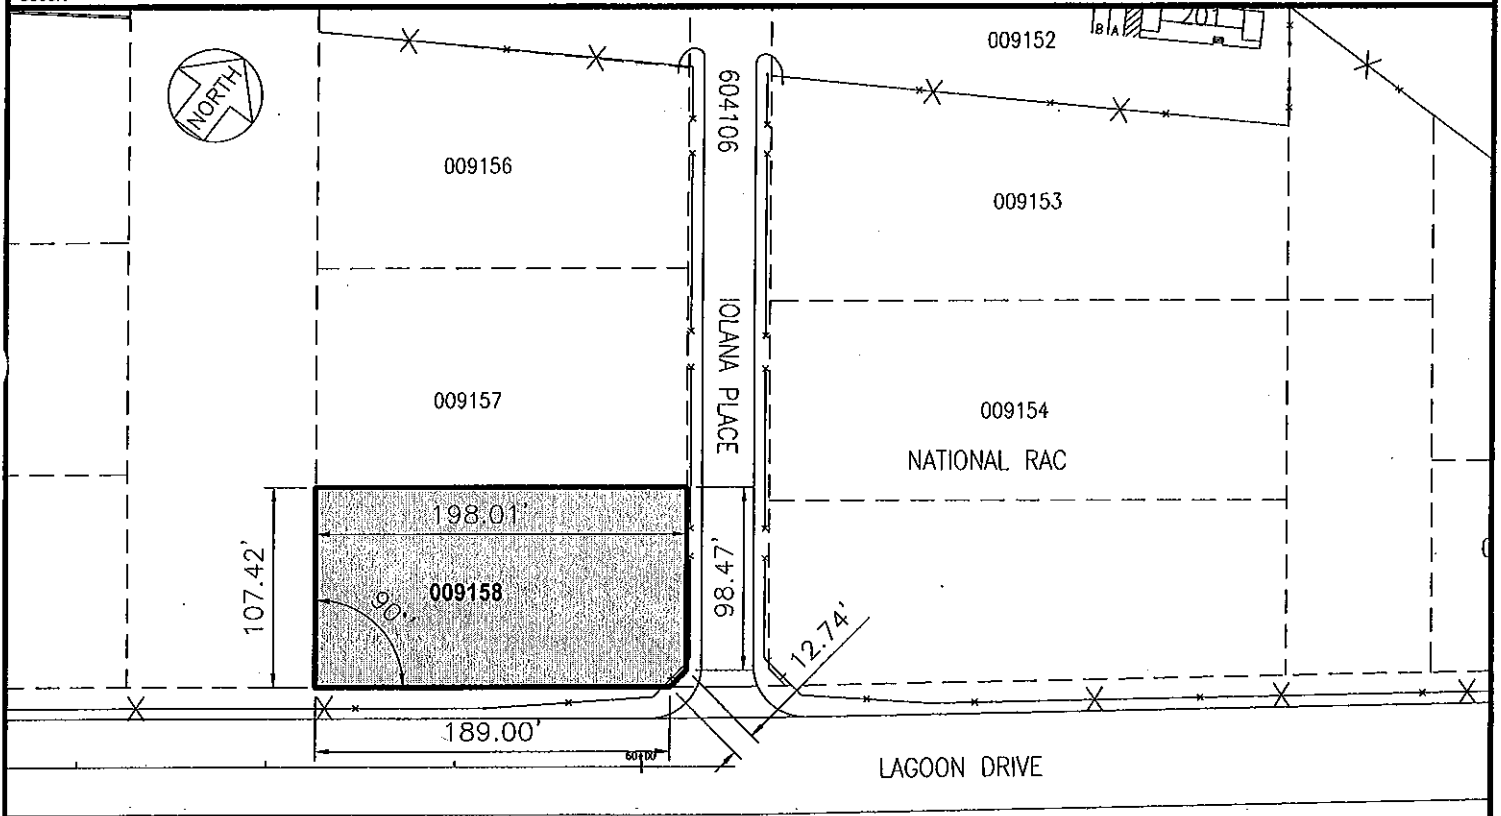 201
B A
009152
NORTH
604106
009156
009153
009157
IOLANA PLACE
009154
NATIONAL RAC
198.01'
107.42'
009158
98.47'
90°
12.74'
189.00'
LAGOON DRIVE